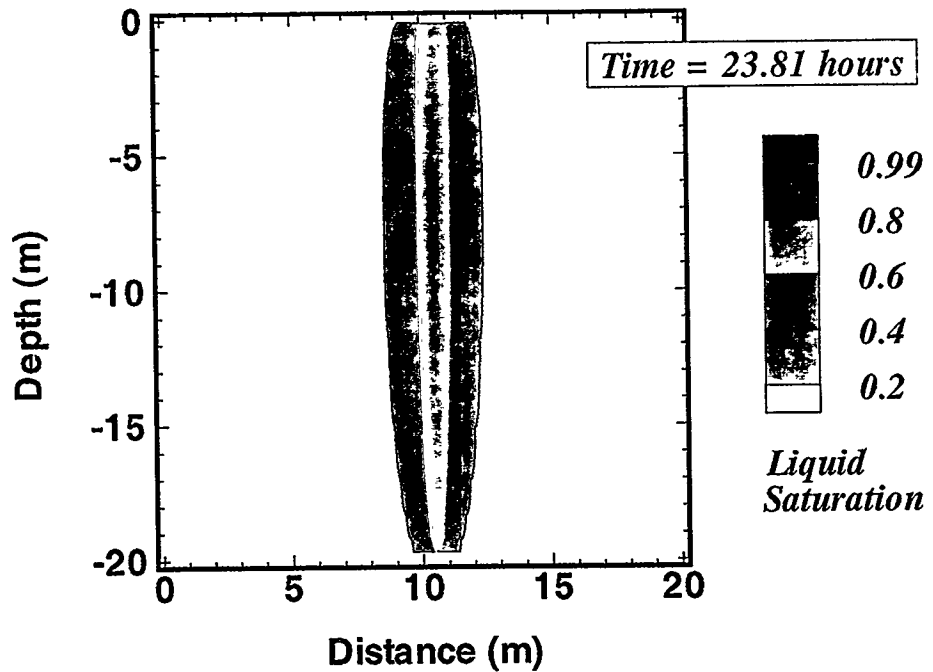 0
Time = 23.81 hours
-5
-10
-15
-20
Depth (m)
0 5 10 15 20
Distance (m)
0.99
0.8
0.6
0.4
0.2
Liquid
Saturation